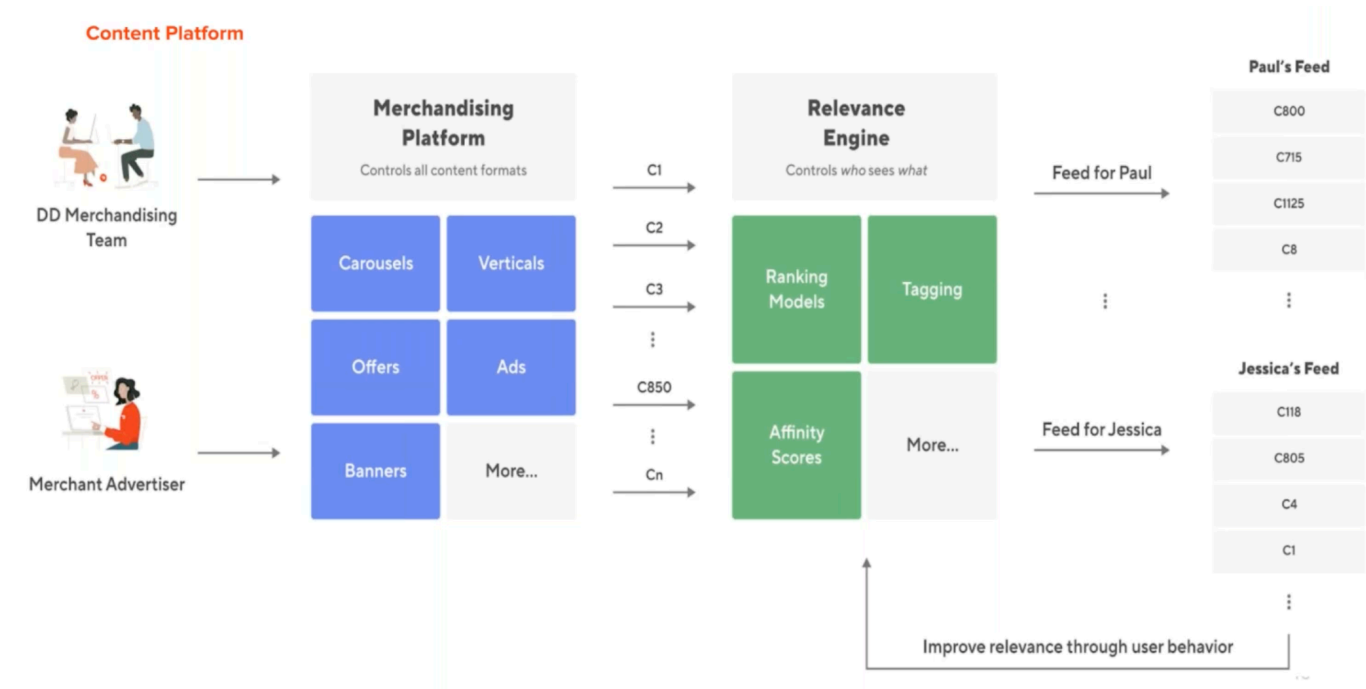 Content Platform
DD Merchandising
Team
Merchant Advertiser
Merchandising
Platform
Controls all content formats
Carousels
Verticals
Offers
Ads
Banners
More...
C1
C2
C3
⋮
C850
⋮
Cn
Relevance
Engine
Controls who sees what
Ranking
Models
Tagging
Affinity
Scores
More...
Feed for Paul
⋮
Feed for Jessica
Paul's Feed
C800
C715
C1125
C8
⋮
Jessica's Feed
C118
C805
C4
C1
⋮
Improve relevance through user behavior